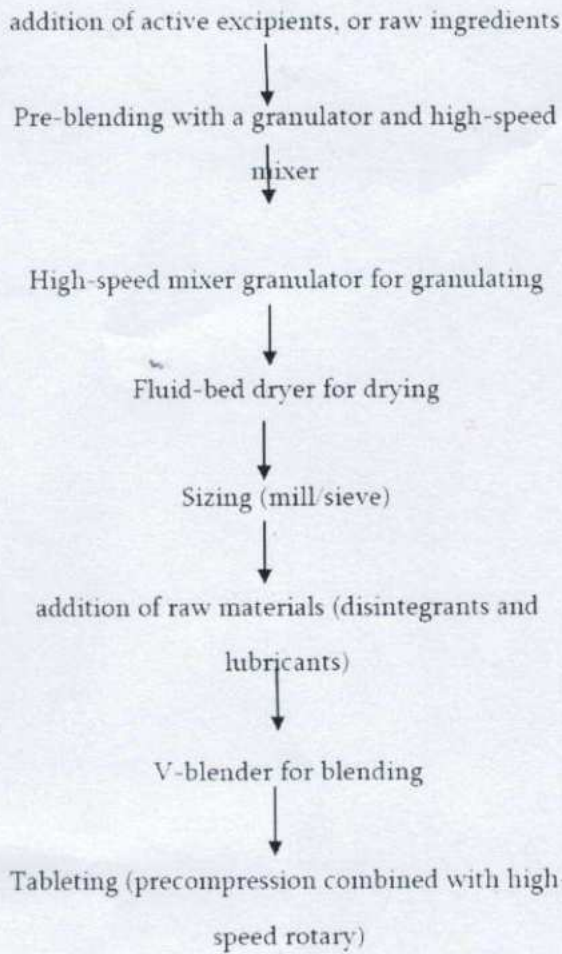 addition of active excipients, or raw ingredients
Pre-blending with a granulator and high-speed
mixer
High-speed mixer granulator for granulating
Fluid-bed dryer for drying
Sizing (mill/sieve)
addition of raw materials (disintegrants and
lubricants)
V-blender for blending
Tableting (precompression combined with high-
speed rotary)